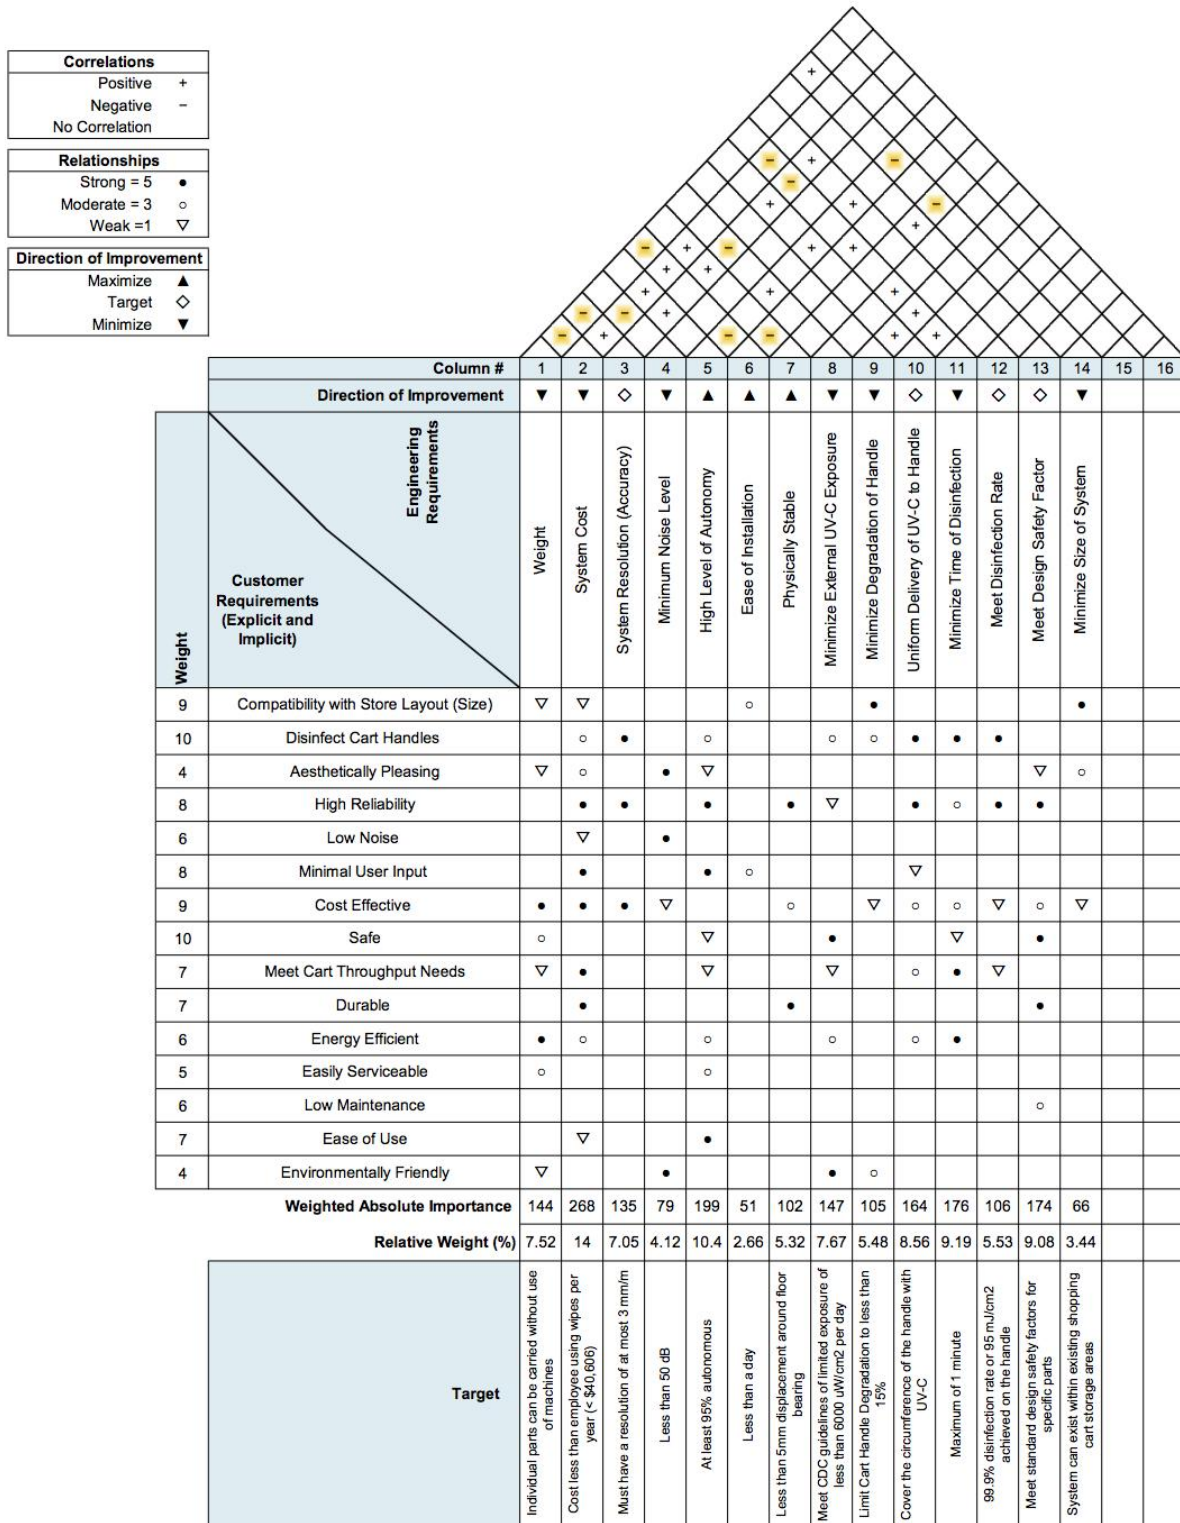 Correlations
Positive +
Negative −
No Correlation
Relationships
Strong = 5 ●
Moderate = 3 ○
Weak =1 ▽
Direction of Improvement
Maximize ▲
Target ◇
Minimize ▼
Column # 1 2 3 4 5 6 7 8 9 10 11 12 13 14 15 16
Direction of Improvement ▼ ▼ ◇ ▼ ▲ ▲ ▲ ▼ ▼ ◇ ▼ ◇ ◇ ▼
Weight
Customer
Requirements
(Explicit and
Implicit)
Engineering
Requirements
Weight
System Cost
System Resolution (Accuracy)
Minimum Noise Level
High Level of Autonomy
Ease of Installation
Physically Stable
Minimize External UV-C Exposure
Minimize Degradation of Handle
Uniform Delivery of UV-C to Handle
Minimize Time of Disinfection
Meet Disinfection Rate
Meet Design Safety Factor
Minimize Size of System
9 Compatibility with Store Layout (Size) ▽ ▽ ○ ● ●
10 Disinfect Cart Handles ○ ● ○ ○ ○ ● ● ●
4 Aesthetically Pleasing ▽ ○ ● ▽ ▽ ○
8 High Reliability ● ● ● ● ▽ ● ○ ● ●
6 Low Noise ▽ ●
8 Minimal User Input ● ● ○ ▽
9 Cost Effective ● ● ● ▽ ○ ▽ ○ ○ ▽ ○ ▽
10 Safe ○ ▽ ● ▽ ●
7 Meet Cart Throughput Needs ▽ ● ▽ ▽ ○ ● ▽
7 Durable ● ● ●
6 Energy Efficient ● ○ ○ ○ ○ ●
5 Easily Serviceable ○ ○
6 Low Maintenance ○
7 Ease of Use ▽ ●
4 Environmentally Friendly ▽ ● ● ○
Weighted Absolute Importance 144 268 135 79 199 51 102 147 105 164 176 106 174 66
Relative Weight (%) 7.52 14 7.05 4.12 10.4 2.66 5.32 7.67 5.48 8.56 9.19 5.53 9.08 3.44
Target
Individual parts can be carried without use
of machines
Cost less than employee using wipes per
year (< $40,606)
Must have a resolution of at most 3 mm/m
Less than 50 dB
At least 95% autonomous
Less than a day
Less than 5mm displacement around floor
bearing
Meet CDC guidelines of limited exposure of
less than 6000 uW/cm2 per day
Limit Cart Handle Degradation to less than
15%
Cover the circumference of the handle with
UV-C
Maximum of 1 minute
99.9% disinfection rate or 95 mJ/cm2
achieved on the handle
Meet standard design safety factors for
specific parts
System can exist within existing shopping
cart storage areas